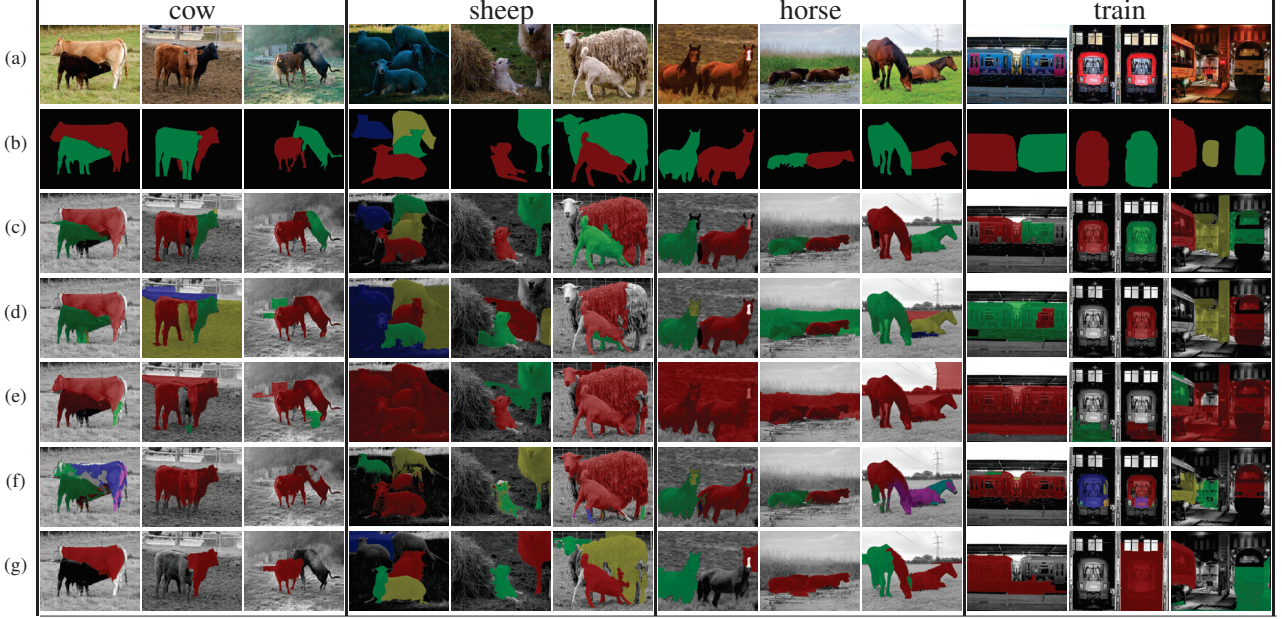 cow sheep horse train
(a)
(b)
(c)
(d)
(e)
(f)
(g)